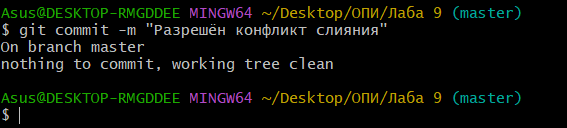 Asus@DESKTOP-RMGDDEE MINGW64 ~/Desktop/ОПИ/Лаба 9 (master)
$ git commit -m "Разрешён конфликт слияния"
On branch master
nothing to commit, working tree clean
Asus@DESKTOP-RMGDDEE MINGW64 ~/Desktop/ОПИ/Лаба 9 (master)
$